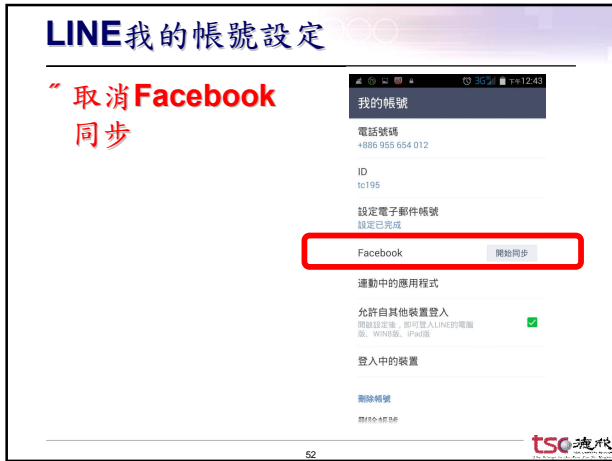 LINE我的帳號設定
˝ 取消Facebook
同步
3G 下午12:43
我的帳號
電話號碼
+886 955 654 012
ID
tc195
設定電子郵件帳號
設定已完成
Facebook 開始同步
連動中的應用程式
允許自其他裝置登入
開啟設定後，即可登入LINE的電腦
版、WIN8版、iPad版
登入中的裝置
刪除帳號
刪除帳號
52
tsc